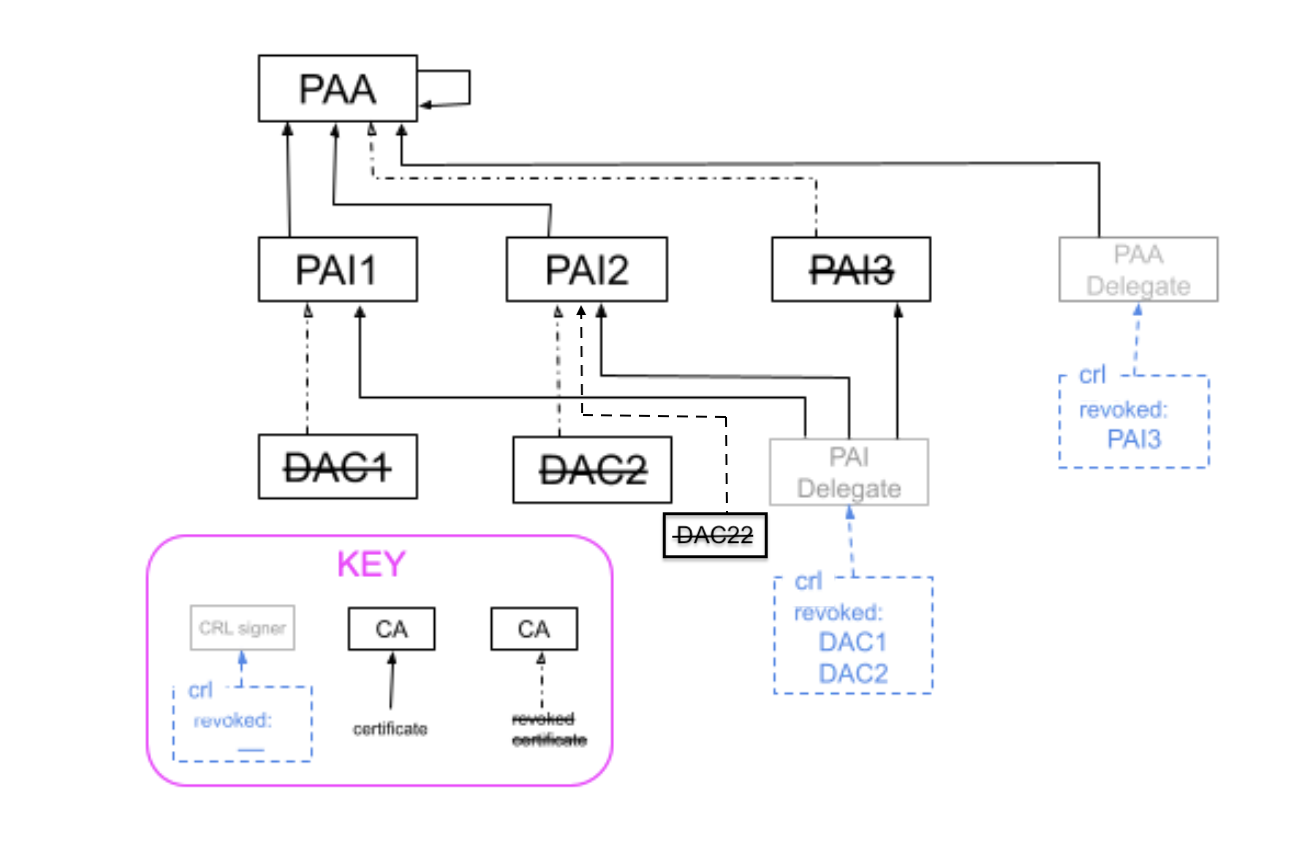 PAA
PAI1
PAI2
PAI3
PAA
Delegate
crl
revoked:
PAI3
DAC1
DAC2
DAC22
PAI
Delegate
crl
revoked:
DAC1
DAC2
KEY
CRL signer
crl
revoked:
CA
certificate
CA
revoked
certificate